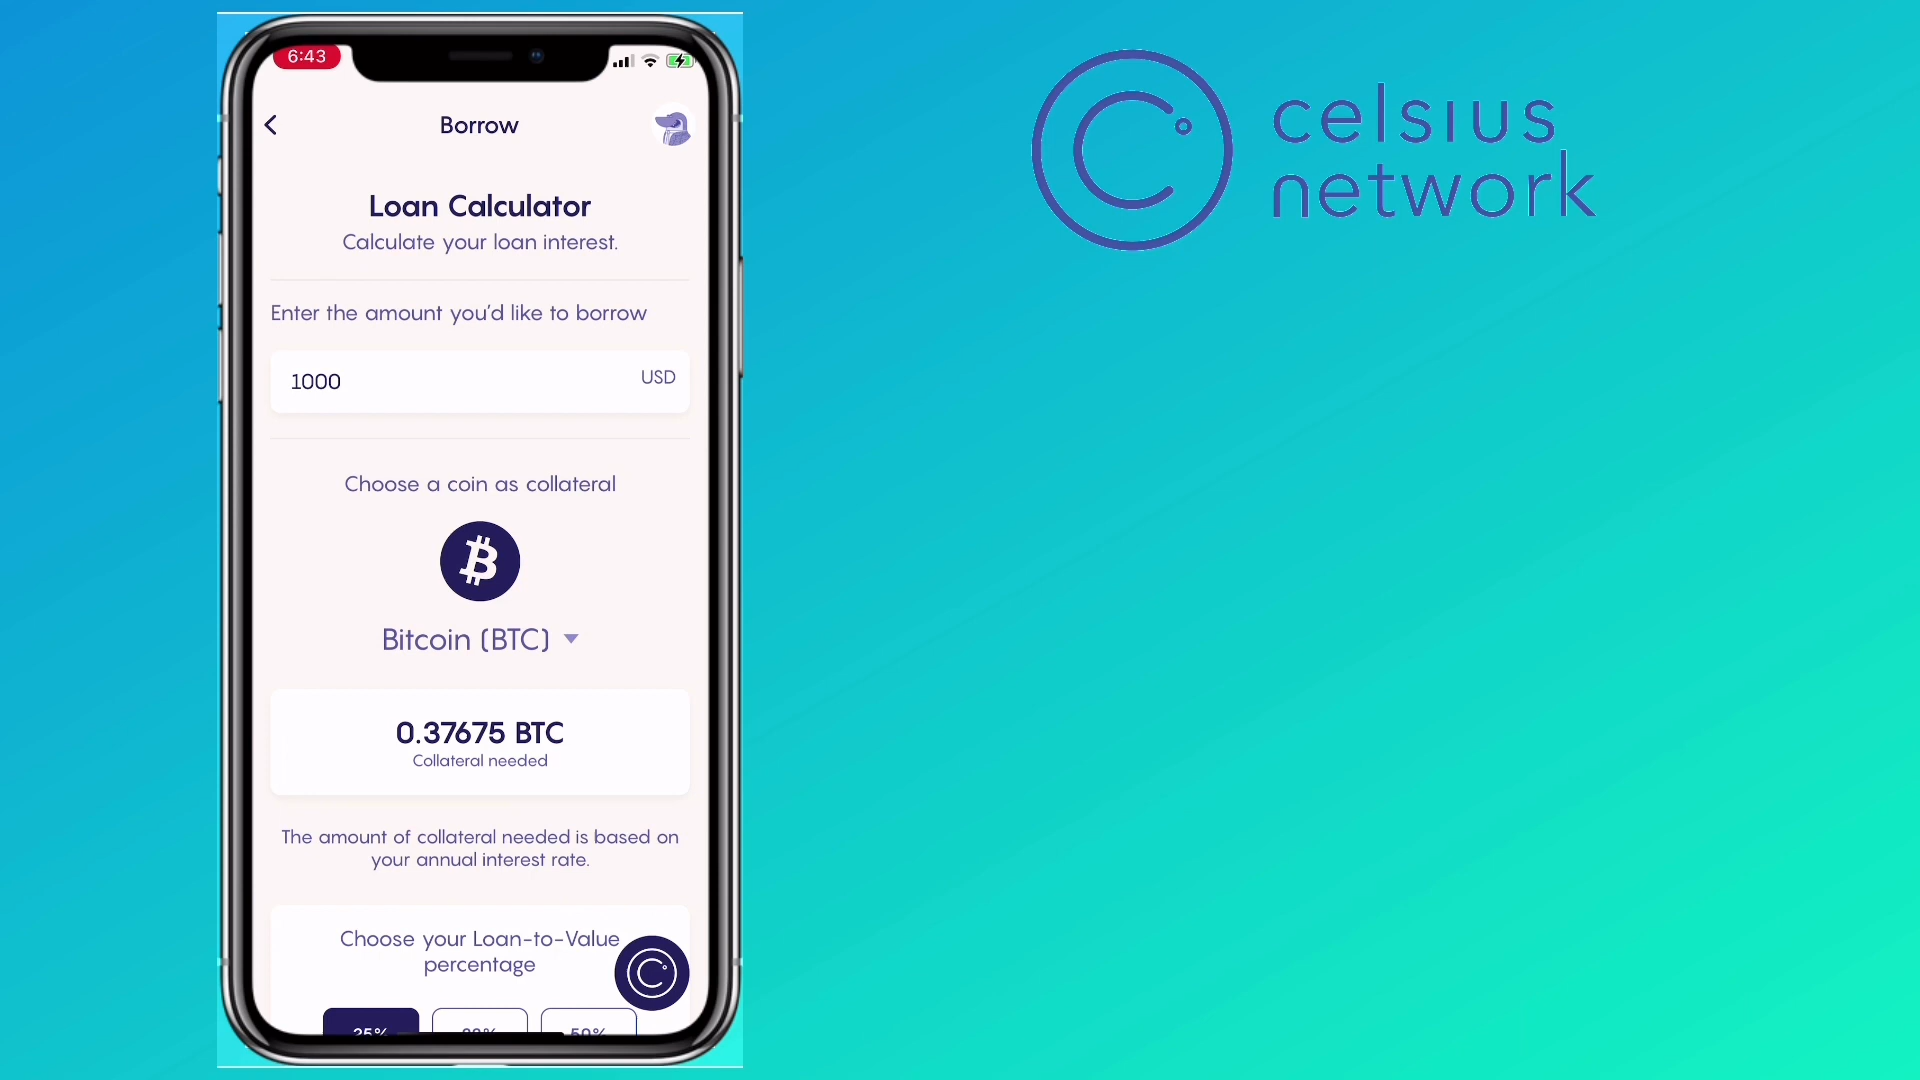 6:43
Borrow
Loan Calculator
Calculate your loan interest.
Enter the amount you'd like to borrow
1000
USD
Choose a coin as collateral
Bitcoin (BTC)
0.37675 BTC
Collateral needed
The amount of collateral needed is based on
your annual interest rate.
Choose your Loan-to-Value
percentage
25%
50%
celsius
network